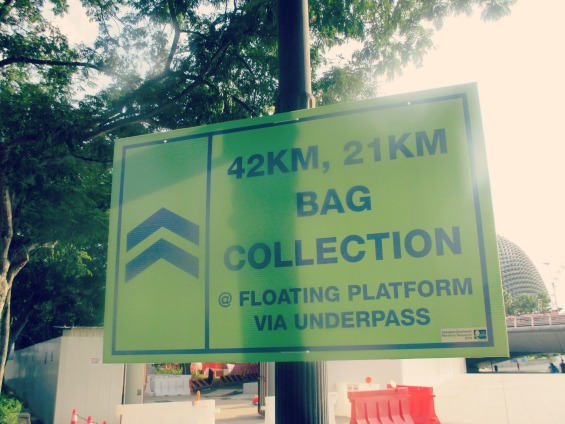 42KM, 21KM
BAG
COLLECTION
@ FLOATING PLATFORM
VIA UNDERPASS